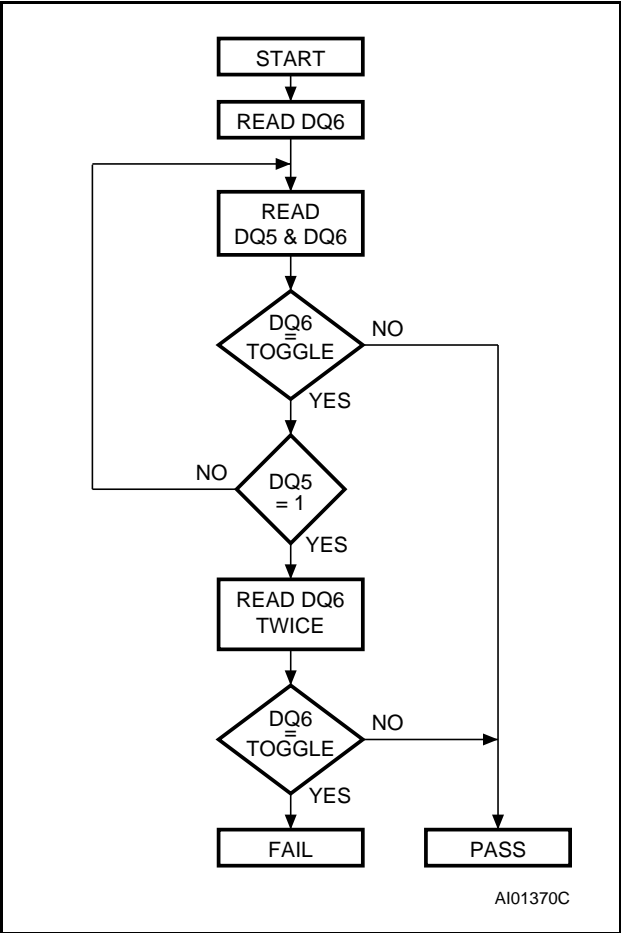 START
READ DQ6
READ
DQ5 & DQ6
DQ6
=
TOGGLE
NO
YES
NO
DQ5
= 1
YES
READ DQ6
TWICE
DQ6
=
TOGGLE
NO
YES
FAIL
PASS
AI01370C